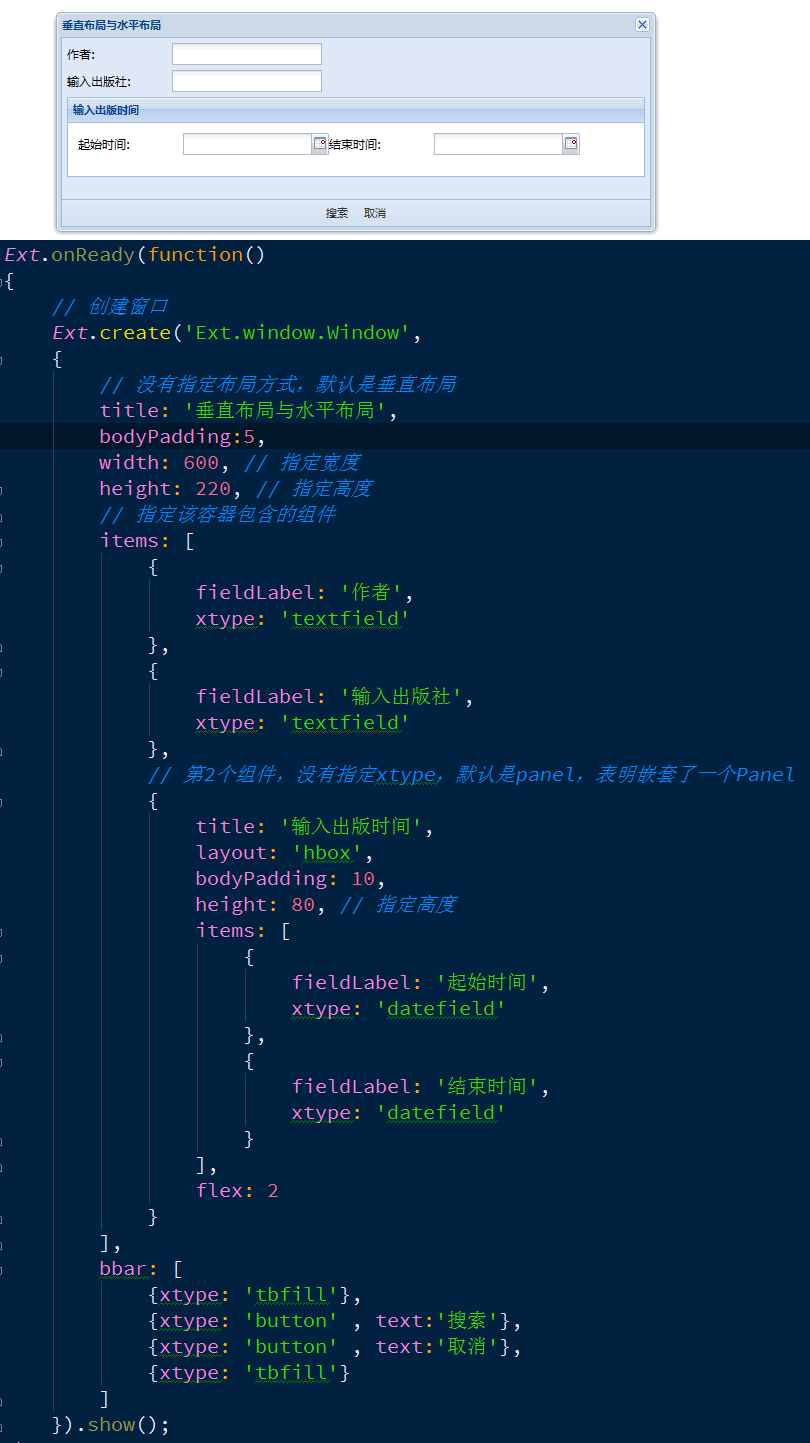 垂直布局与水平布局
作者:
输入出版社:
输入出版时间
起始时间:
结束时间:
搜索 取消
Ext.onReady(function()
{
    // 创建窗口
    Ext.create('Ext.window.Window',
    {
        // 没有指定布局方式，默认是垂直布局
        title: '垂直布局与水平布局',
        bodyPadding:5,
        width: 600, // 指定宽度
        height: 220, // 指定高度
        // 指定该容器包含的组件
        items: [
            {
                fieldLabel: '作者',
                xtype: 'textfield'
            },
            {
                fieldLabel: '输入出版社',
                xtype: 'textfield'
            },
            // 第2个组件，没有指定xtype，默认是panel，表明嵌套了一个Panel
            {
                title: '输入出版时间',
                layout: 'hbox',
                bodyPadding: 10,
                height: 80, // 指定高度
                items: [
                    {
                        fieldLabel: '起始时间',
                        xtype: 'datefield'
                    },
                    {
                        fieldLabel: '结束时间',
                        xtype: 'datefield'
                    }
                ],
                flex: 2
            }
        ],
        bbar: [
            {xtype: 'tbfill'},
            {xtype: 'button' , text:'搜索'},
            {xtype: 'button' , text:'取消'},
            {xtype: 'tbfill'}
        ]
    }).show();